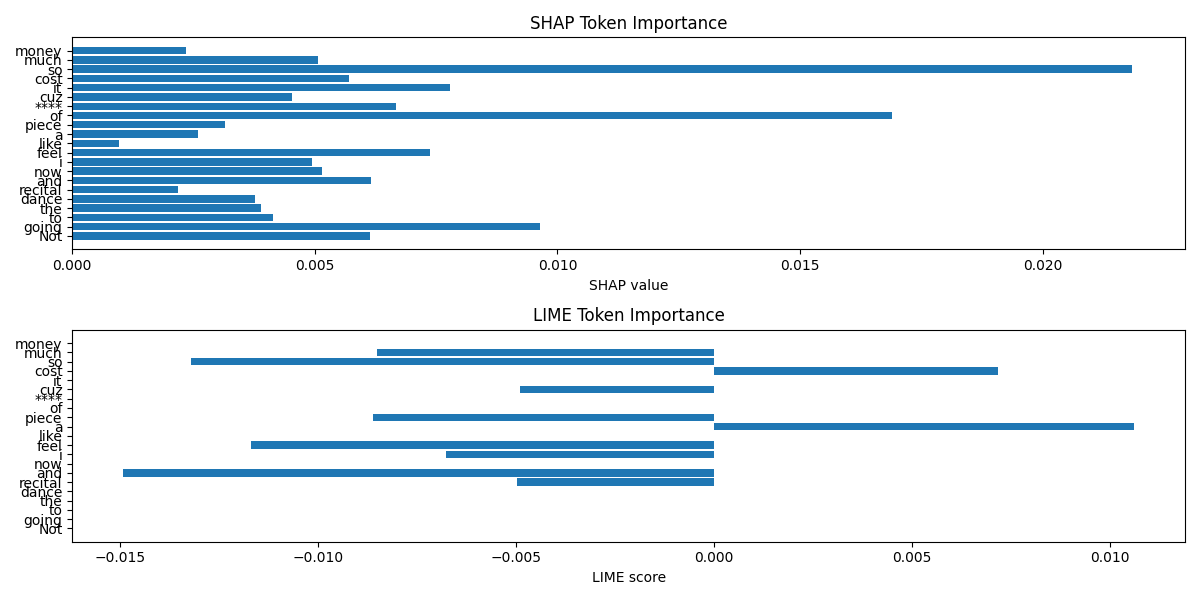 SHAP Token Importance
money
much
so
cost
it
cuz
****
of
piece
a
like
feel
i
now
and
recital
dance
the
to
going
Not
0.000 0.005 0.010 0.015 0.020
SHAP value
LIME Token Importance
money
much
so
cost
it
cuz
****
of
piece
a
like
feel
i
now
and
recital
dance
the
to
going
Not
−0.015 −0.010 −0.005 0.000 0.005 0.010
LIME score